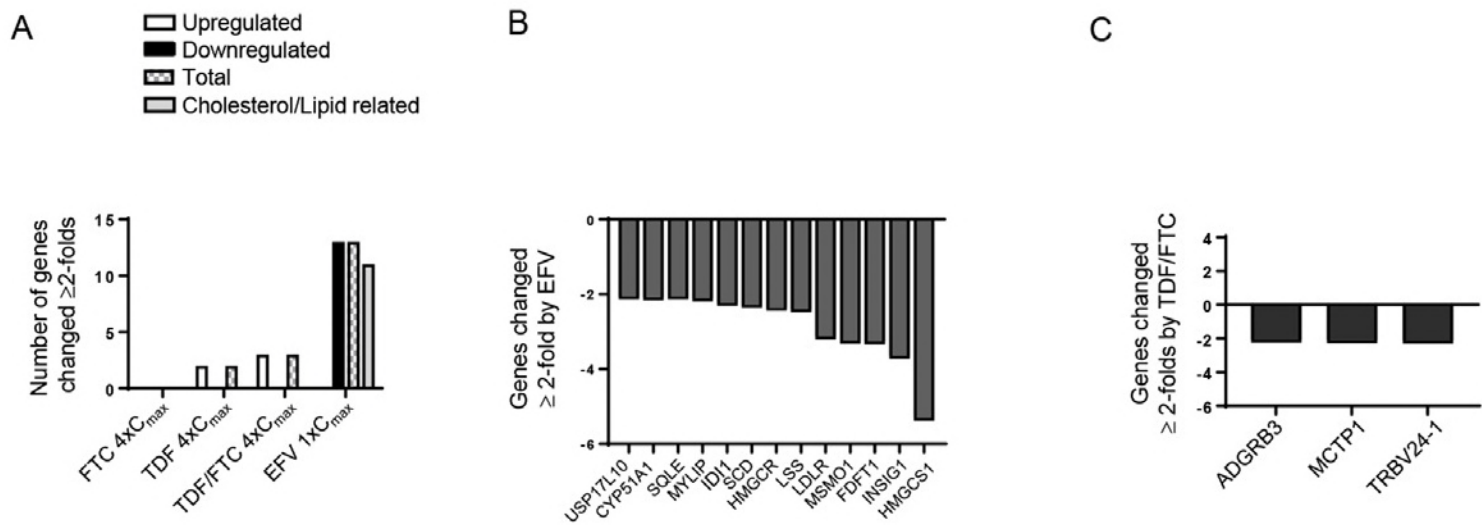 A
Upregulated
Downregulated
Total
Cholesterol/Lipid related
Number of genes
changed ≥2-folds
15
10
5
0
FTC 4xCmax
TDF 4xCmax
TDF/FTC 4xCmax
EFV 1xCmax
B
Genes changed
≥ 2-fold by EFV
0
-2
-4
-6
USP17L10
CYP51A1
SQLE
MYLIP
IDI1
SCD
HMGCR
LSS
LDLR
MSMO1
FDFT1
INSIG1
HMGCS1
C
Genes changed
≥ 2-folds by TDF/FTC
4
2
0
-2
-4
-6
ADGRB3
MCTP1
TRBV24-1